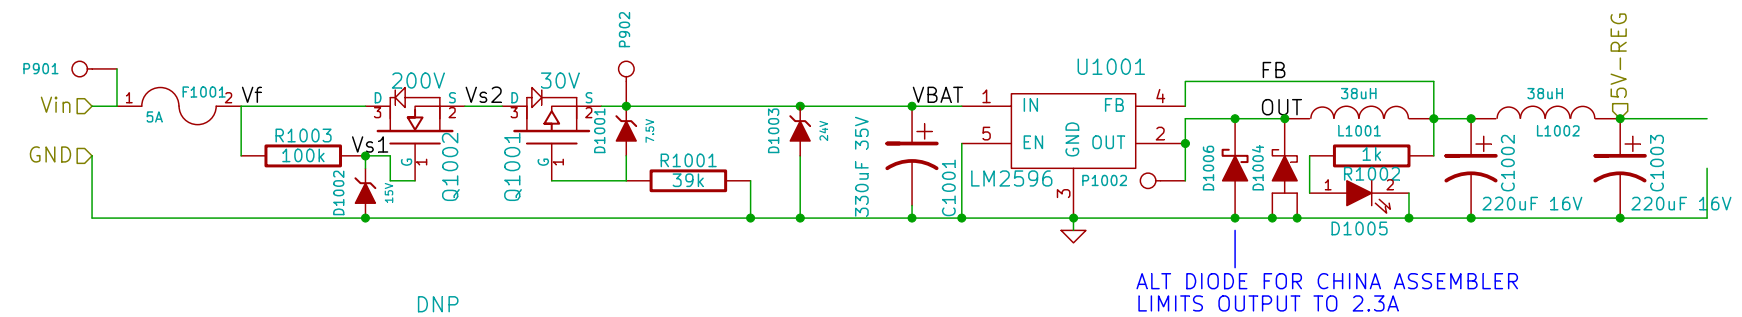 P901
Vin
GND
1
F1001
2
5A
Vf
R1003
100k
Vs1
D1002
15V
200V
D
3
S
2
G
1
Q1002
Vs2
30V
D
3
S
2
G
1
Q1001
P902
D1001
7.5V
R1001
39k
D1003
24V
330uF 35V
C1001
VBAT
U1001
1
IN
FB
4
5
EN
GND
OUT
2
3
LM2596
P1002
FB
OUT
D1006
D1004
38uH
L1001
1k
R1002
1
2
D1005
C1002
220uF 16V
38uH
L1002
5V-REG
C1003
220uF 16V
ALT DIODE FOR CHINA ASSEMBLER
LIMITS OUTPUT TO 2.3A
DNP